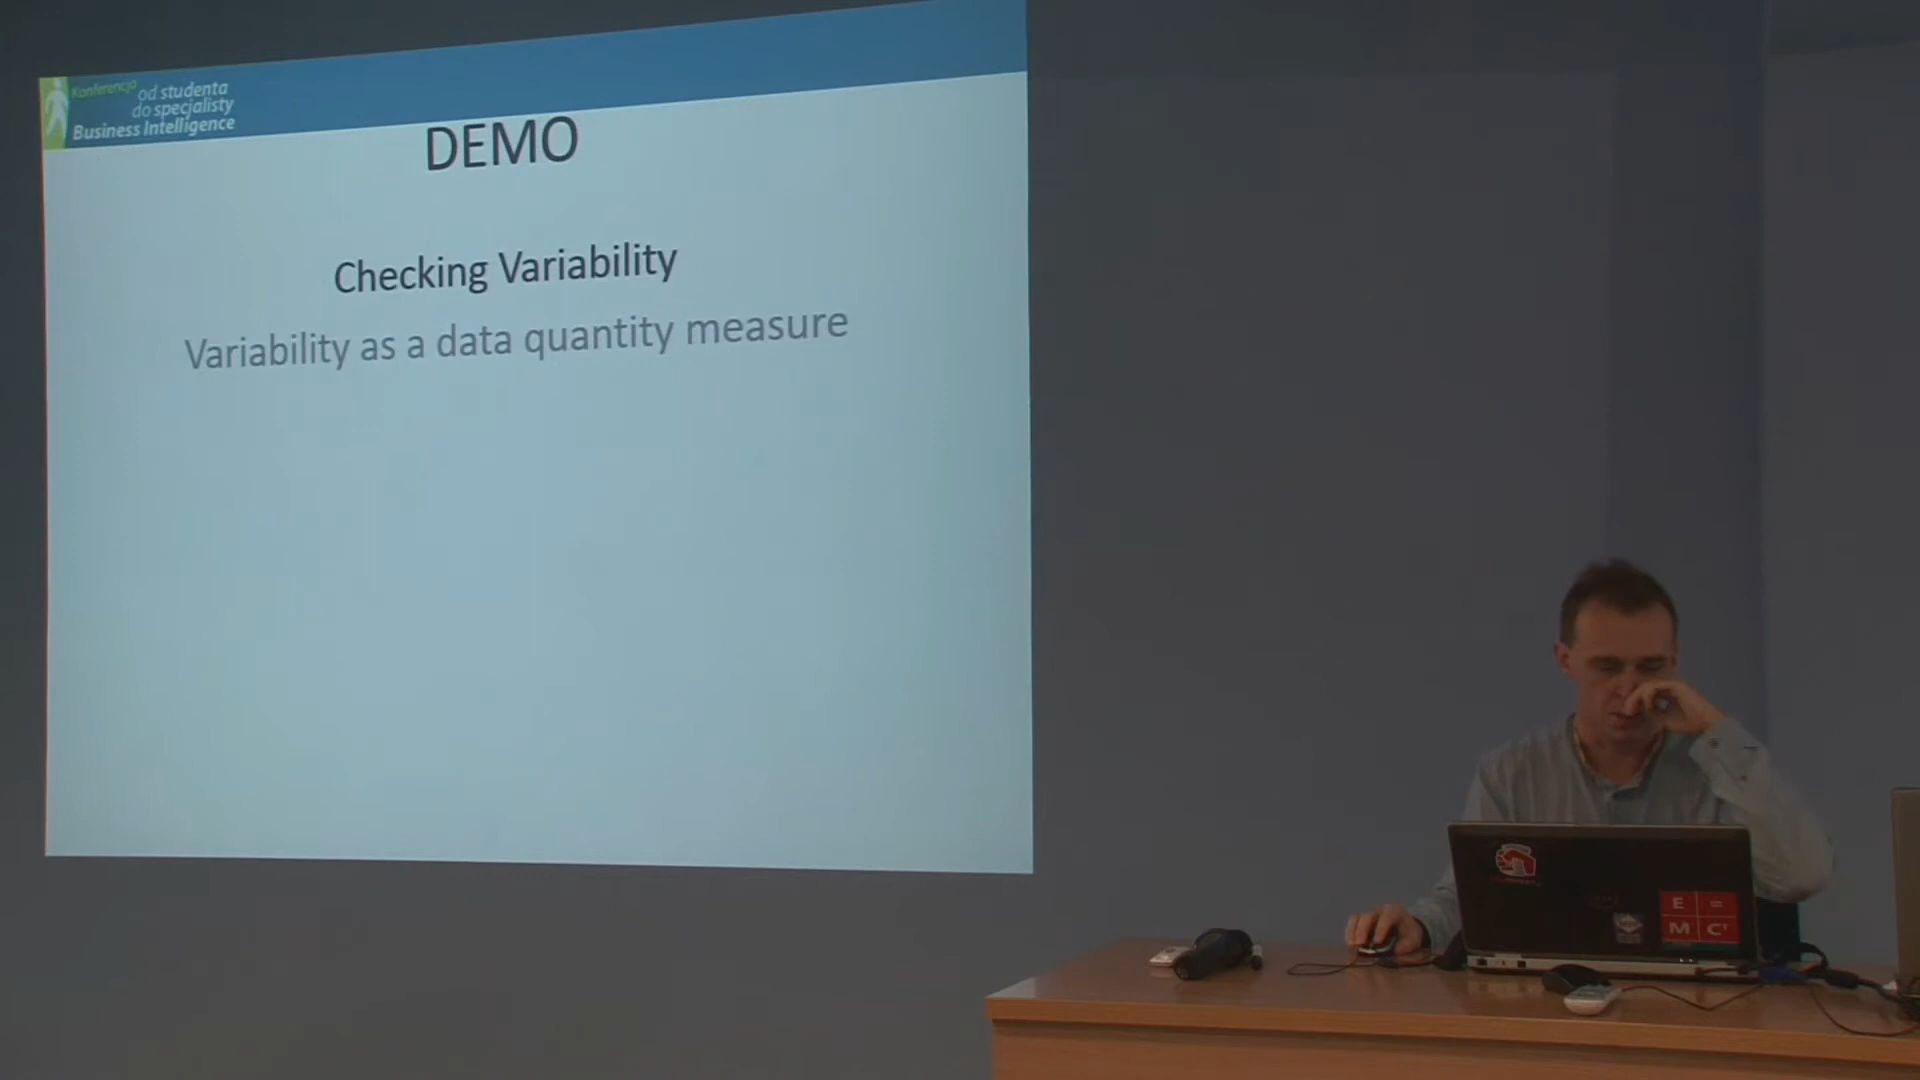 Konferencja
od studenta
do specjalisty
Business Intelligence
DEMO
Checking Variability
Variability as a data quantity measure
E =
M C